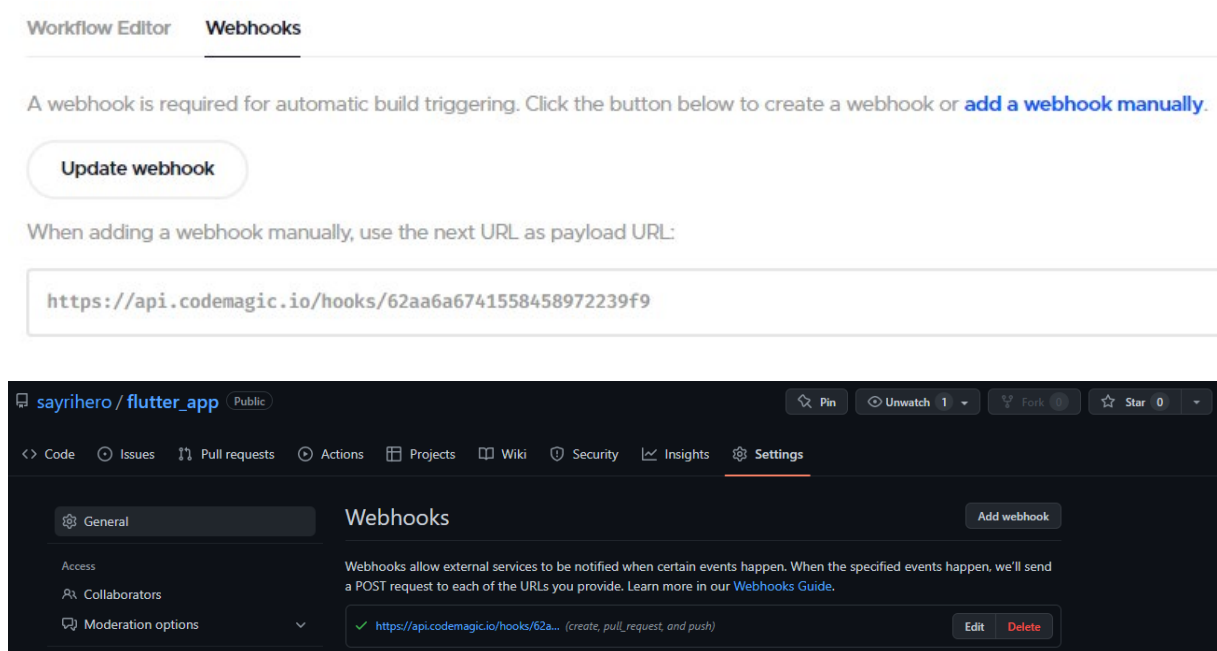 Workflow Editor Webhooks
A webhook is required for automatic build triggering. Click the button below to create a webhook or add a webhook manually.
Update webhook
When adding a webhook manually, use the next URL as payload URL:
https://api.codemagic.io/hooks/62aa6a6741558458972239f9
sayrihero / flutter_app Public Pin Unwatch 1 Fork 0 Star 0
Code Issues Pull requests Actions Projects Wiki Security Insights Settings
General
Access
Collaborators
Moderation options
Webhooks Add webhook
Webhooks allow external services to be notified when certain events happen. When the specified events happen, we'll send
a POST request to each of the URLs you provide. Learn more in our Webhooks Guide.
https://api.codemagic.io/hooks/62a... (create, pull_request, and push) Edit Delete